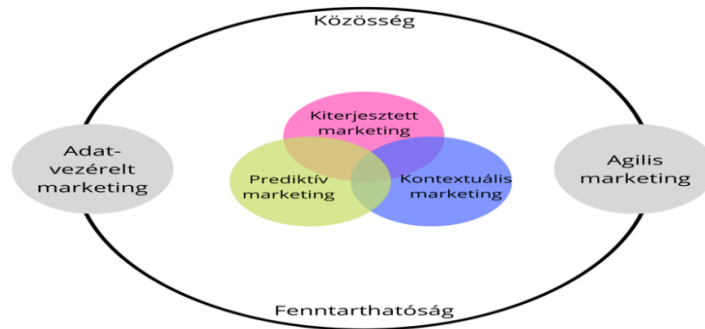 Közösség
Kiterjesztett
marketing
Adat-
vezérelt
marketing
Prediktív
marketing
Kontextuális
marketing
Agilis
marketing
Fenntarthatóság